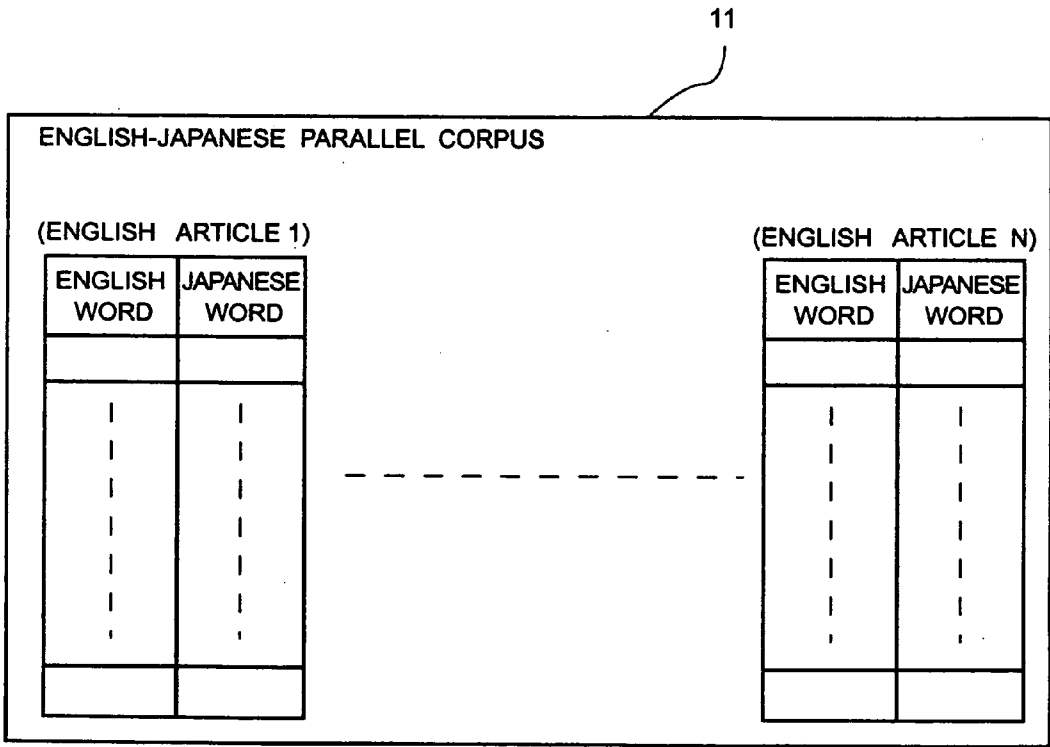 11
ENGLISH-JAPANESE PARALLEL CORPUS
(ENGLISH ARTICLE 1)
ENGLISH WORD
JAPANESE WORD
(ENGLISH ARTICLE N)
ENGLISH WORD
JAPANESE WORD